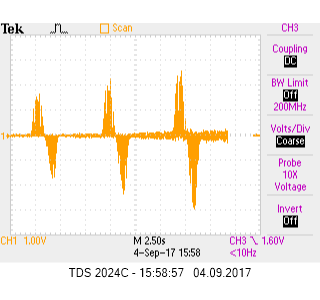 Tek Scan CH3
Coupling
DC
BW Limit
Off
200MHz
Volts/Div
Coarse
Probe
10X
Voltage
Invert
Off
1
CH1 1.00V M 2.50s CH3 1.60V
4-Sep-17 15:58 <10Hz
TDS 2024C - 15:58:57 04.09.2017